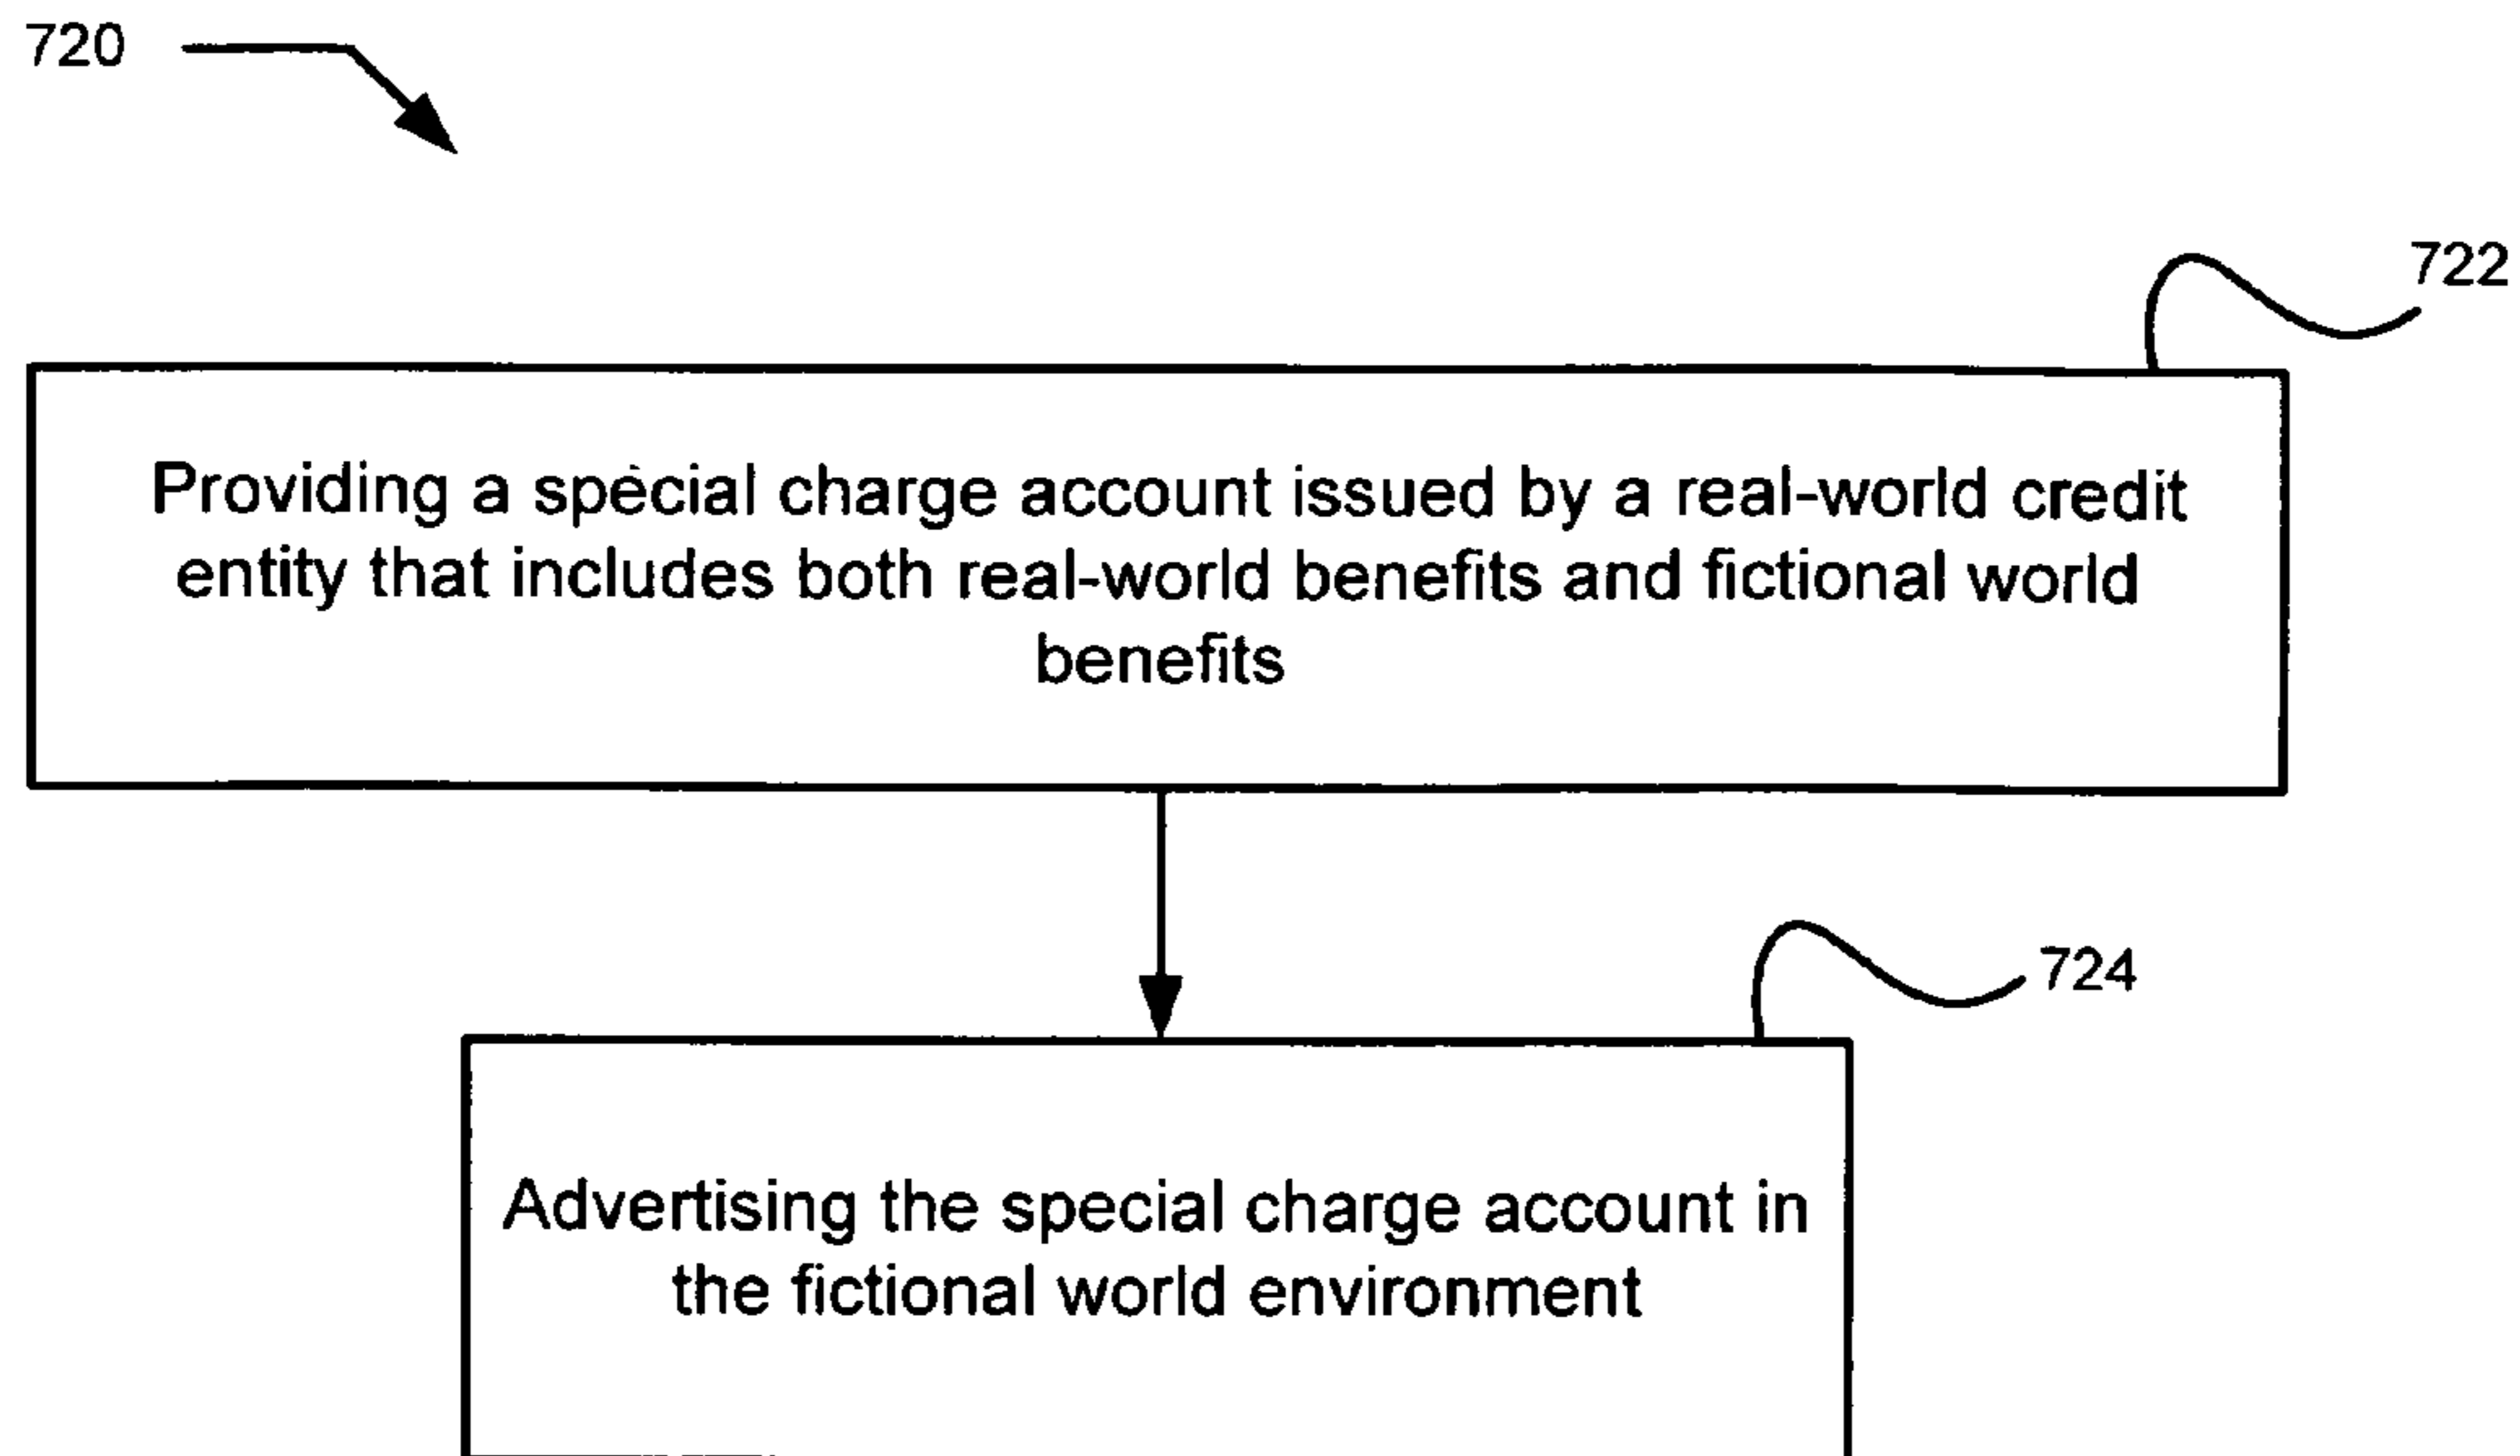 720
722
Providing a special charge account issued by a real-world credit
entity that includes both real-world benefits and fictional world
benefits
724
Advertising the special charge account in
the fictional world environment